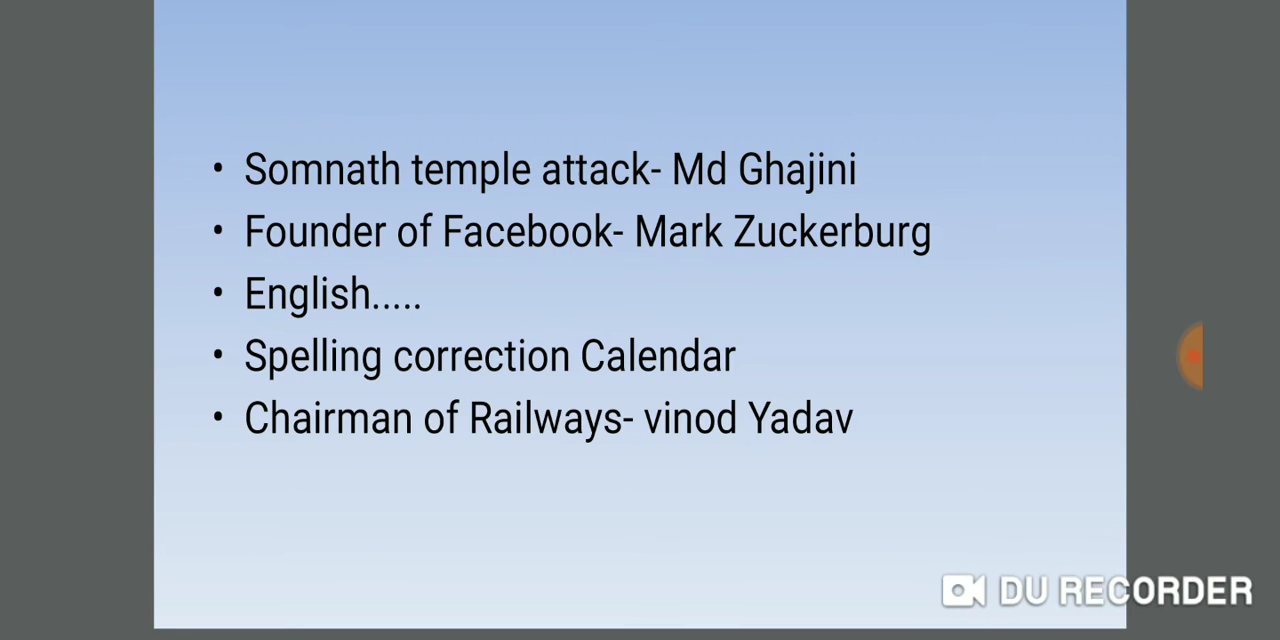 • Somnath temple attack- Md Ghajini
• Founder of Facebook- Mark Zuckerburg
• English.....
• Spelling correction Calendar
• Chairman of Railways- vinod Yadav
DU RECORDER